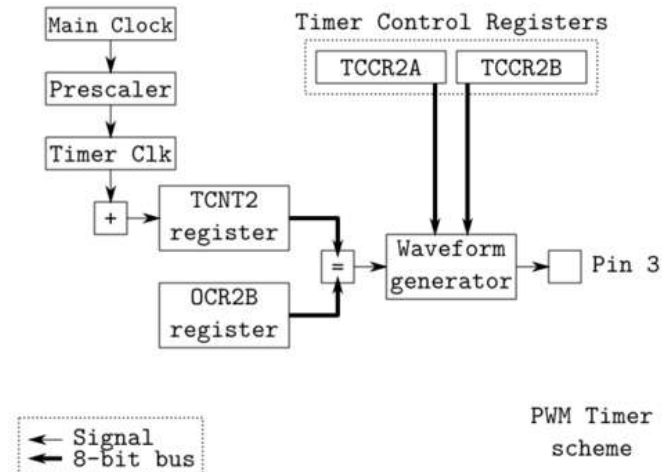 Main Clock
Prescaler
Timer Clk
+
Timer Control Registers
TCCR2A
TCCR2B
TCNT2
register
OCR2B
register
=
Waveform
generator
Pin 3
Signal
8-bit bus
PWM Timer
scheme